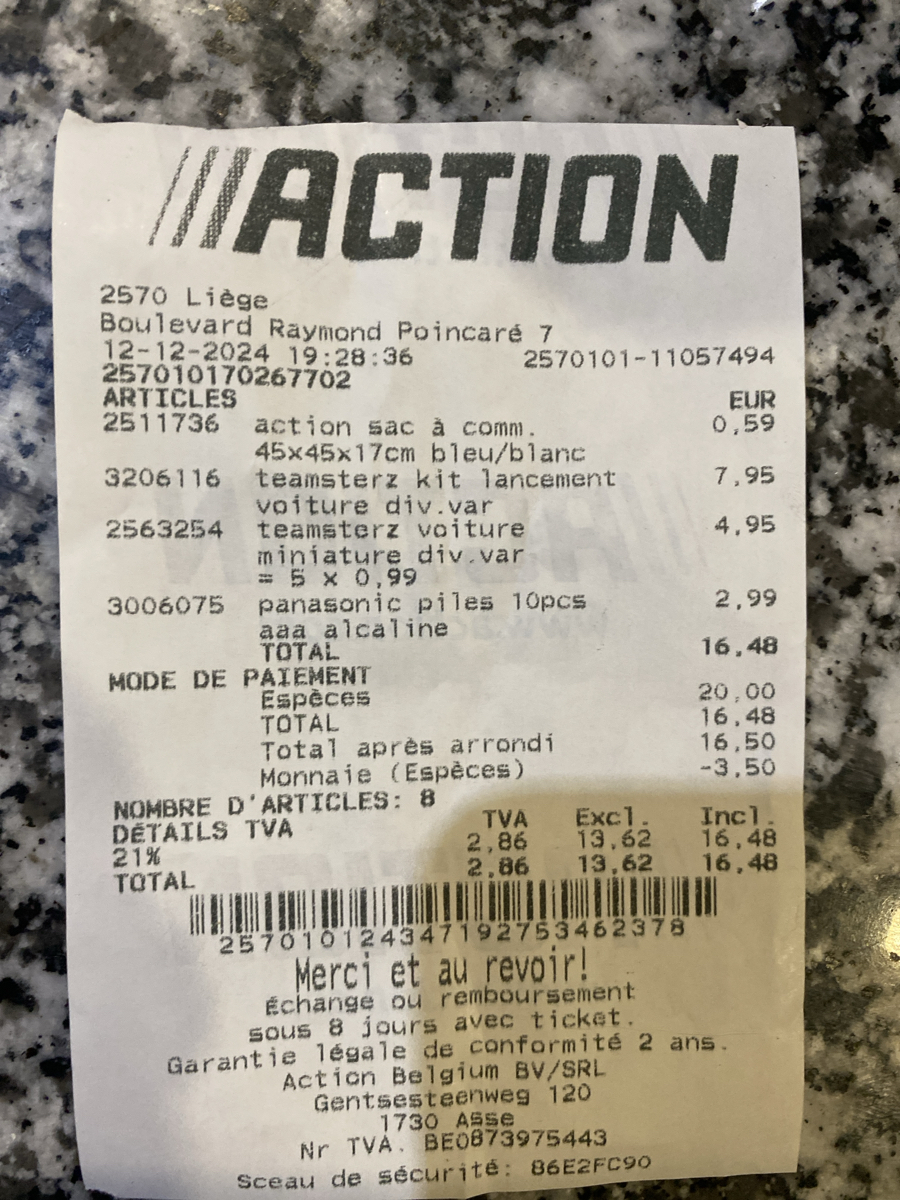 ACTION
2570 Liège
Boulevard Raymond Poincaré 7
12-12-2024 19:28:36 2570101-11057494
257010170267702
ARTICLES EUR
2511736 action sac à comm. 0,59
45x45x17cm bleu/blanc
3206116 teamsterz kit lancement 7,95
voiture div.var
2563254 teamsterz voiture 4,95
miniature div.var
= 5 x 0,99
3006075 panasonic piles 10pcs 2,99
aaa alcaline
TOTAL 16,48
MODE DE PAIEMENT
Espèces 20,00
TOTAL 16,48
Total après arrondi 16,50
Monnaie (Espèces) -3,50
NOMBRE D'ARTICLES: 8
DÉTAILS TVA TVA Excl. Incl.
21% 2,86 13,62 16,48
TOTAL 2,86 13,62 16,48
2570101243471927534623​78
Merci et au revoir!
Échange ou remboursement
sous 8 jours avec ticket.
Garantie légale de conformité 2 ans.
Action Belgium BV/SRL
Gentsesteenweg 120
1730 Asse
Nr TVA. BE0873975443
Sceau de sécurité: 86E2FC90